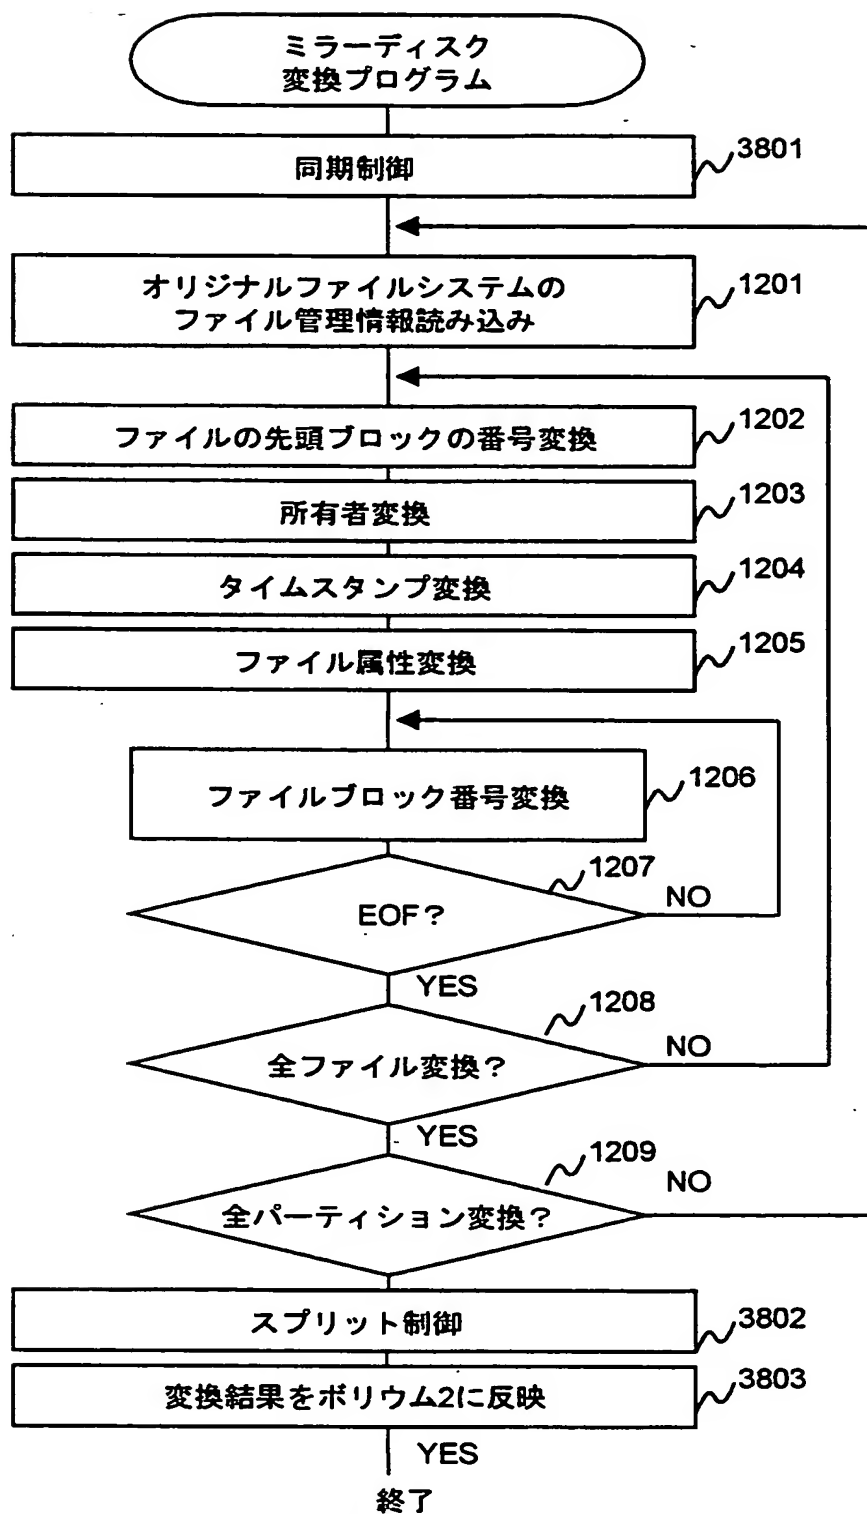 ミラーディスク
変換プログラム
同期制御
3801
オリジナルファイルシステムの
ファイル管理情報読み込み
1201
ファイルの先頭ブロックの番号変換
1202
所有者変換
1203
タイムスタンプ変換
1204
ファイル属性変換
1205
ファイルブロック番号変換
1206
EOF?
1207
NO
YES
全ファイル変換?
1208
NO
YES
全パーティション変換?
1209
NO
スプリット制御
3802
変換結果をボリウム2に反映
3803
YES
終了